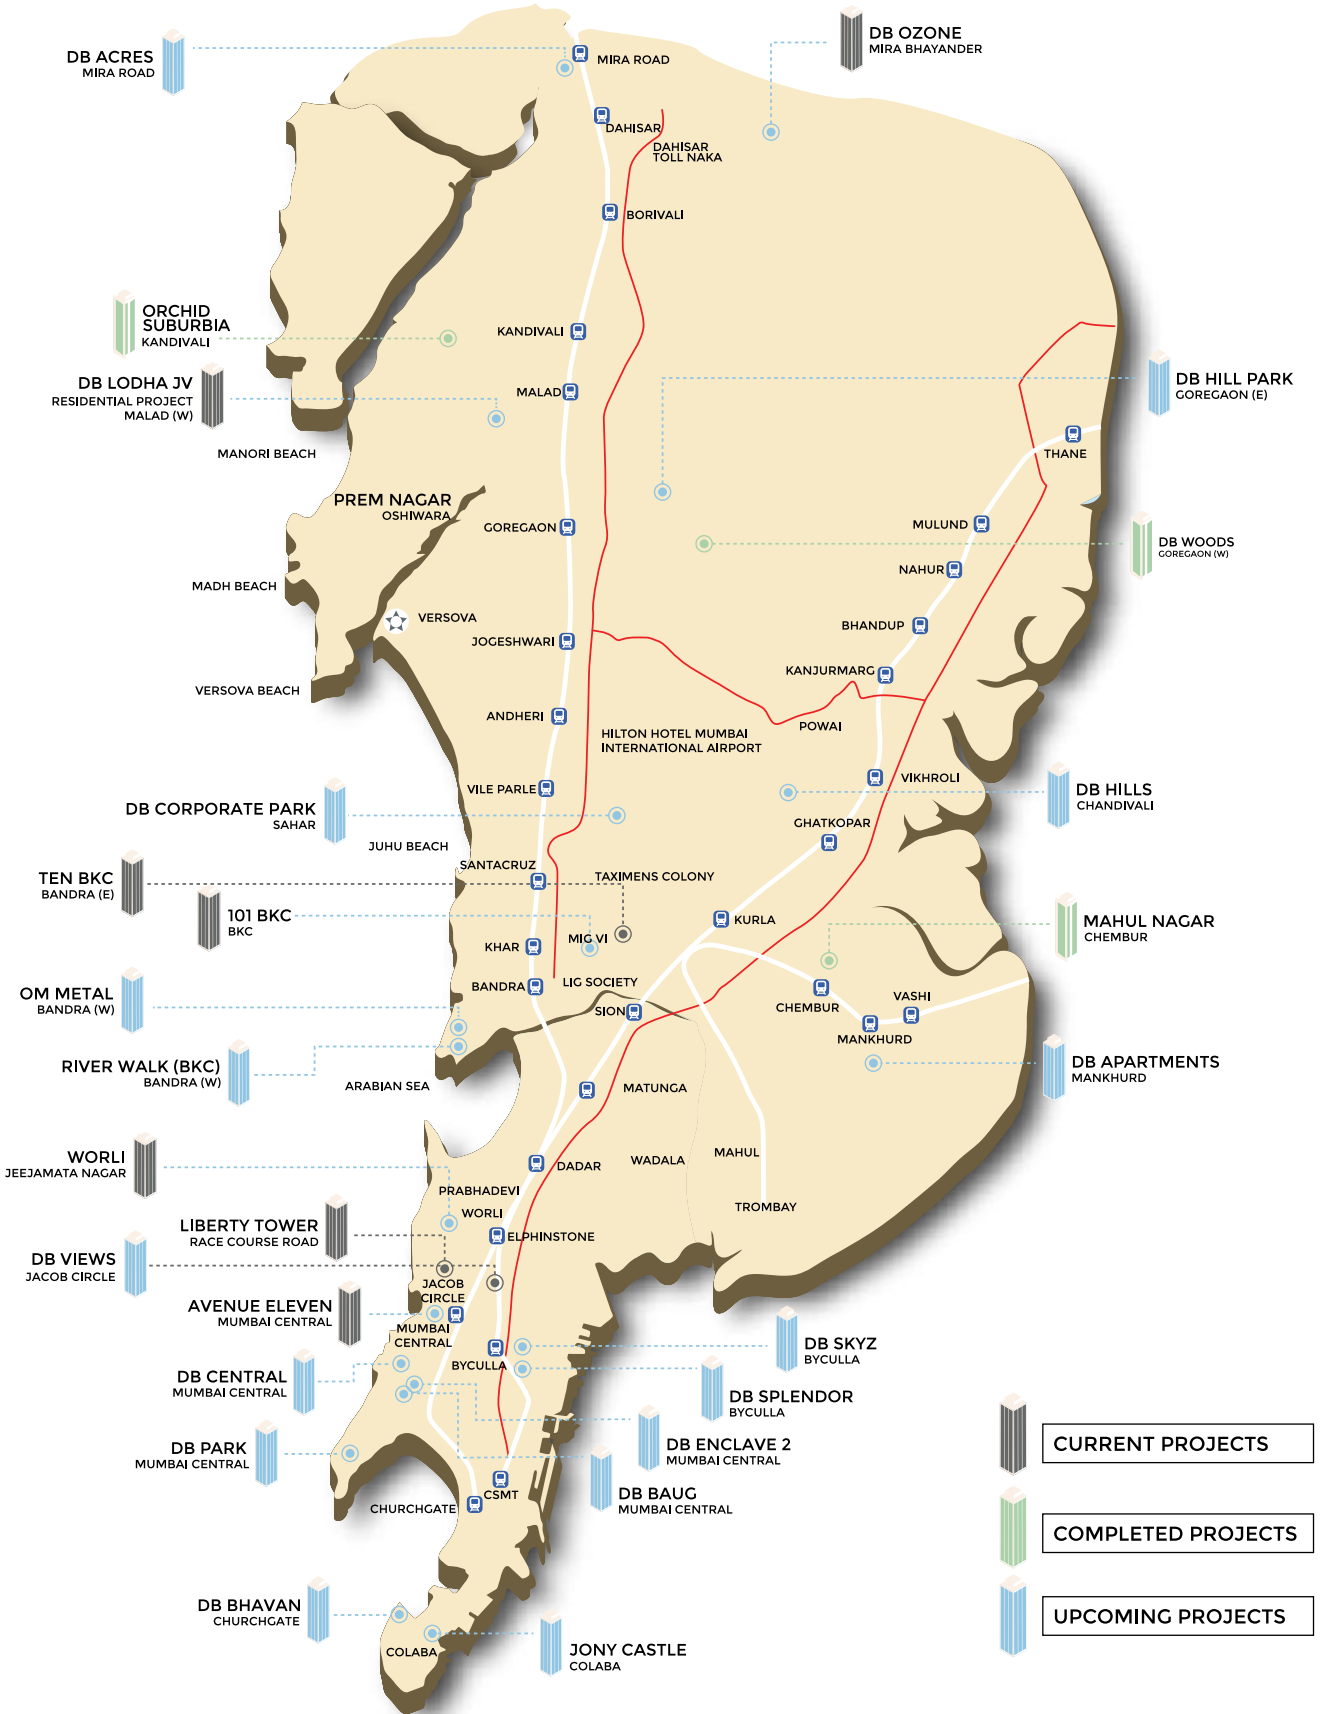 DB ACRES
MIRA ROAD
DB OZONE
MIRA BHAYANDER
MIRA ROAD
DAHISAR
DAHISAR
TOLL NAKA
BORIVALI
ORCHID
SUBURBIA
KANDIVALI
KANDIVALI
DB LODHA JV
RESIDENTIAL PROJECT
MALAD (W)
MALAD
DB HILL PARK
GOREGAON (E)
MANORI BEACH
THANE
PREM NAGAR
OSHIWARA
GOREGAON
MULUND
DB WOODS
GOREGAON (W)
NAHUR
MADH BEACH
VERSOVA
BHANDUP
JOGESHWARI
KANJURMARG
VERSOVA BEACH
ANDHERI
HILTON HOTEL MUMBAI
INTERNATIONAL AIRPORT
POWAI
VILE PARLE
VIKHROLI
DB HILLS
CHANDIVALI
DB CORPORATE PARK
SAHAR
GHATKOPAR
JUHU BEACH
SANTACRUZ
TAXIMENS COLONY
TEN BKC
BANDRA (E)
101 BKC
BKC
KURLA
MAHUL NAGAR
CHEMBUR
MIG VI
KHAR
BANDRA
LIG SOCIETY
OM METAL
BANDRA (W)
SION
CHEMBUR
VASHI
MANKHURD
RIVER WALK (BKC)
BANDRA (W)
DB APARTMENTS
MANKHURD
ARABIAN SEA
MATUNGA
WORLI
JEEJAMATA NAGAR
DADAR
WADALA
MAHUL
PRABHADEVI
WORLI
TROMBAY
LIBERTY TOWER
RACE COURSE ROAD
ELPHINSTONE
DB VIEWS
JACOB CIRCLE
JACOB
CIRCLE
AVENUE ELEVEN
MUMBAI CENTRAL
MUMBAI
CENTRAL
BYCULLA
DB SKYZ
BYCULLA
DB CENTRAL
MUMBAI CENTRAL
DB SPLENDOR
BYCULLA
DB PARK
MUMBAI CENTRAL
DB ENCLAVE 2
MUMBAI CENTRAL
CURRENT PROJECTS
DB BAUG
MUMBAI CENTRAL
CSMT
CHURCHGATE
COMPLETED PROJECTS
DB BHAVAN
CHURCHGATE
UPCOMING PROJECTS
COLABA
JONY CASTLE
COLABA